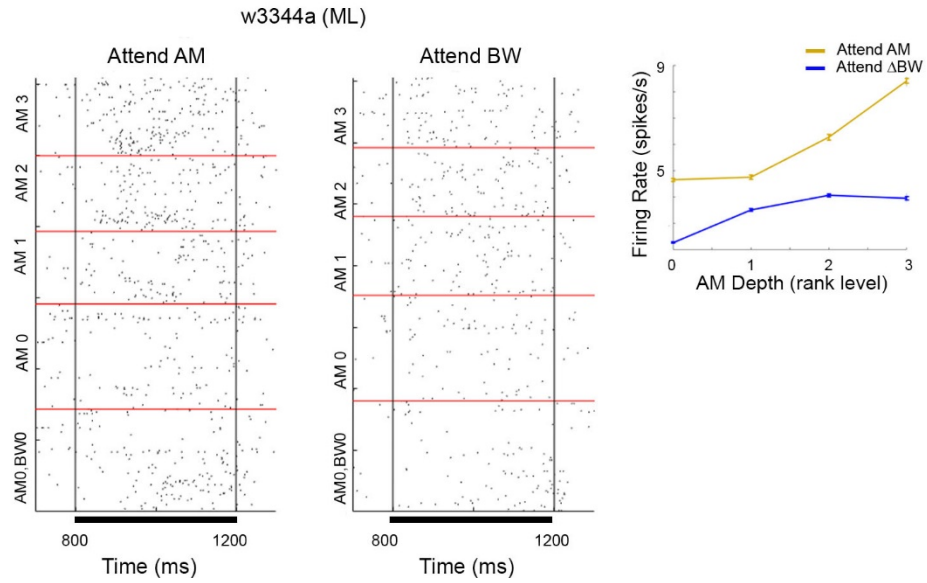 w3344a (ML)
Attend AM
AM 3
AM 2
AM 1
AM 0
AM0,BW0
800 1200
Time (ms)
Attend BW
AM 3
AM 2
AM 1
AM 0
AM0,BW0
800 1200
Time (ms)
Attend AM
Attend ΔBW
Firing Rate (spikes/s)
9
5
0 1 2 3
AM Depth (rank level)